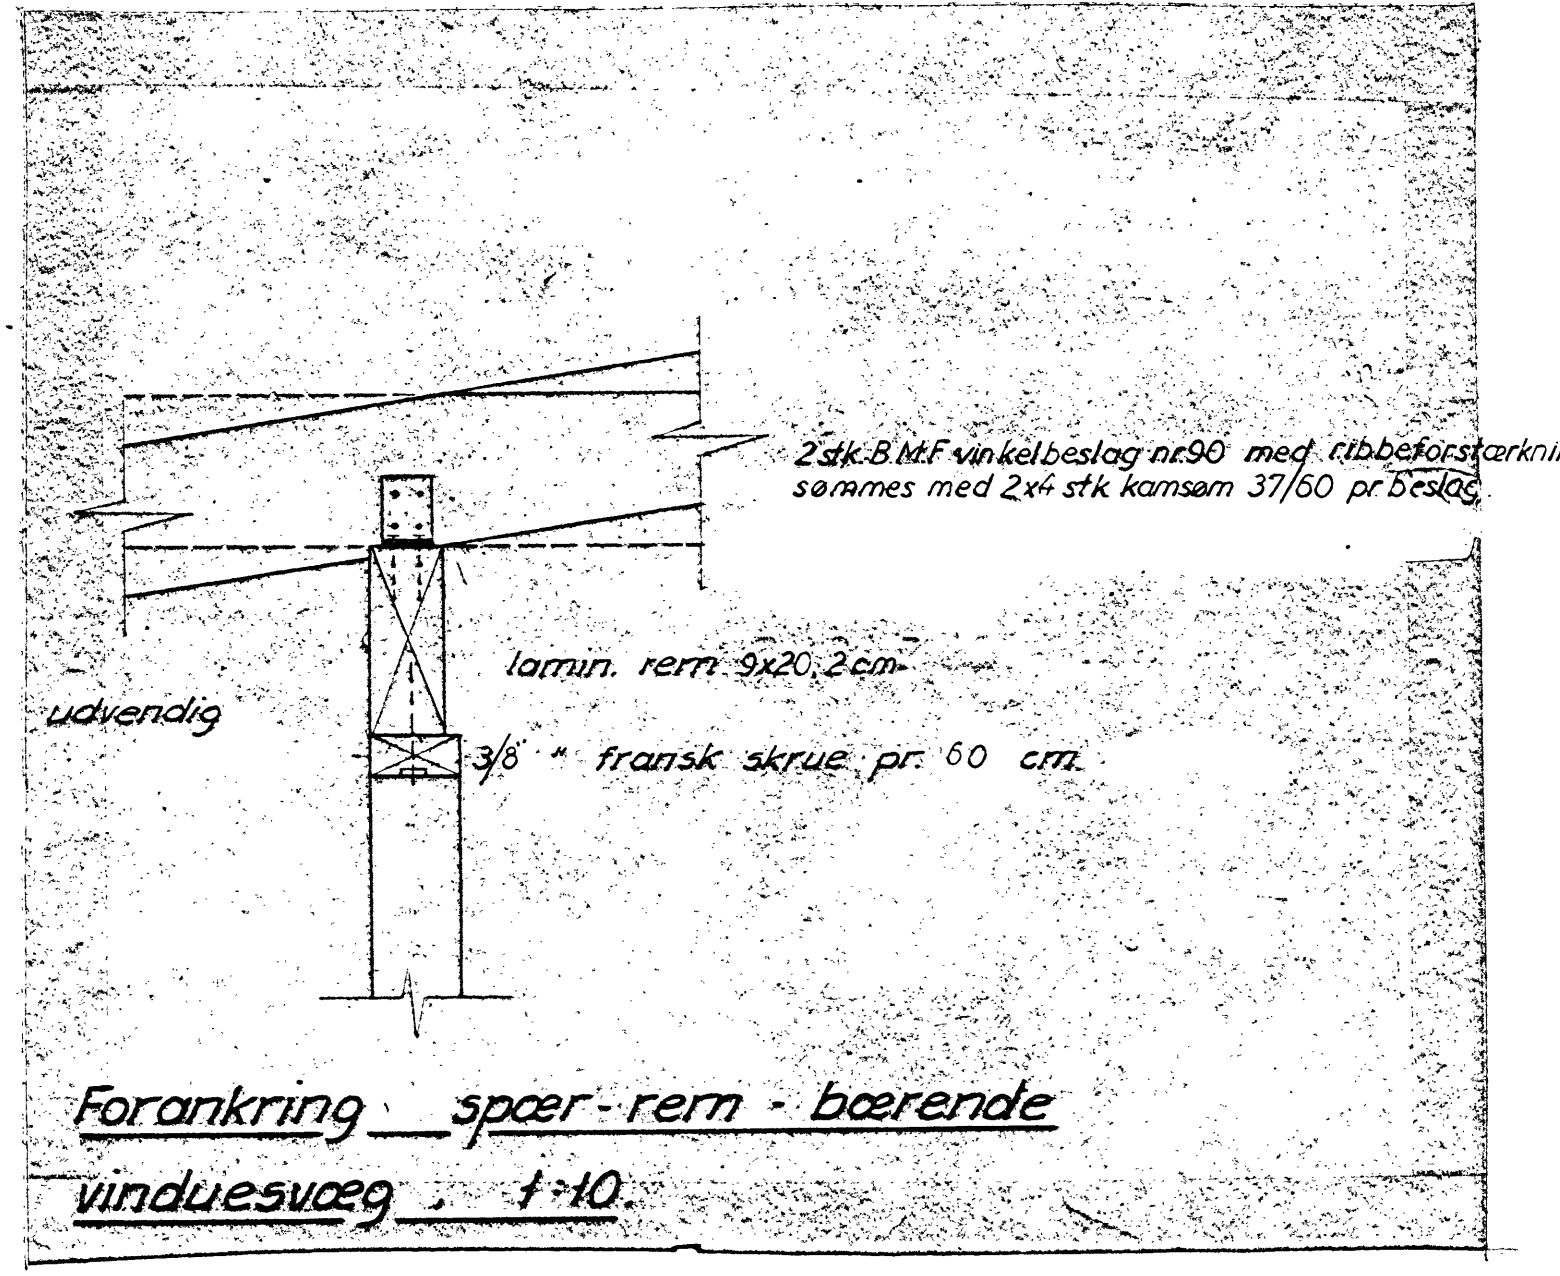 2 stk. B.M.F vinkelbeslag nr.90 med ribbeforstærknin
sømmes med 2x4 stk kamsøm 37/60 pr. beslag.
lamin. rem 9x20,2 cm
udvendig
3/8 " fransk skrue pr. 60 cm.
Forankring spær - rem - bærende
vinduesvæg . 1:10.